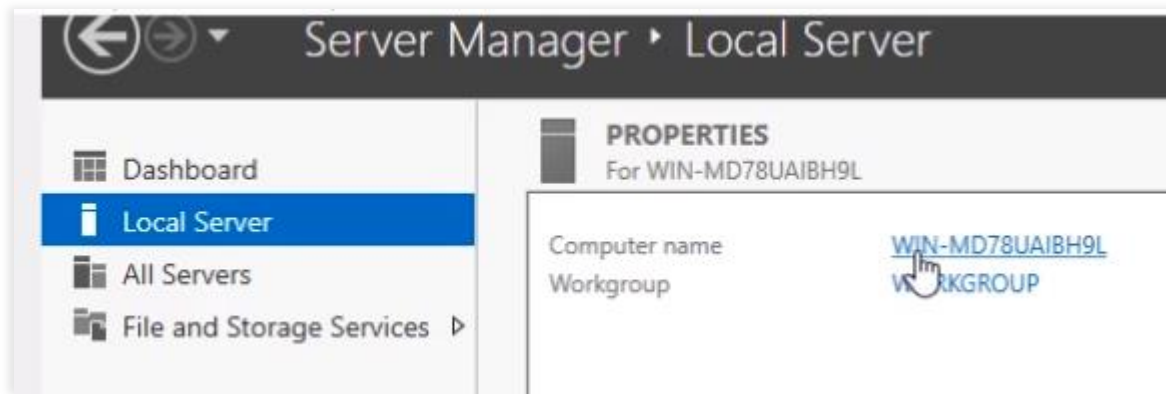 Server Manager ‣ Local Server
Dashboard
Local Server
All Servers
File and Storage Services
PROPERTIES
For WIN-MD78UAIBH9L
Computer name WIN-MD78UAIBH9L
Workgroup WORKGROUP